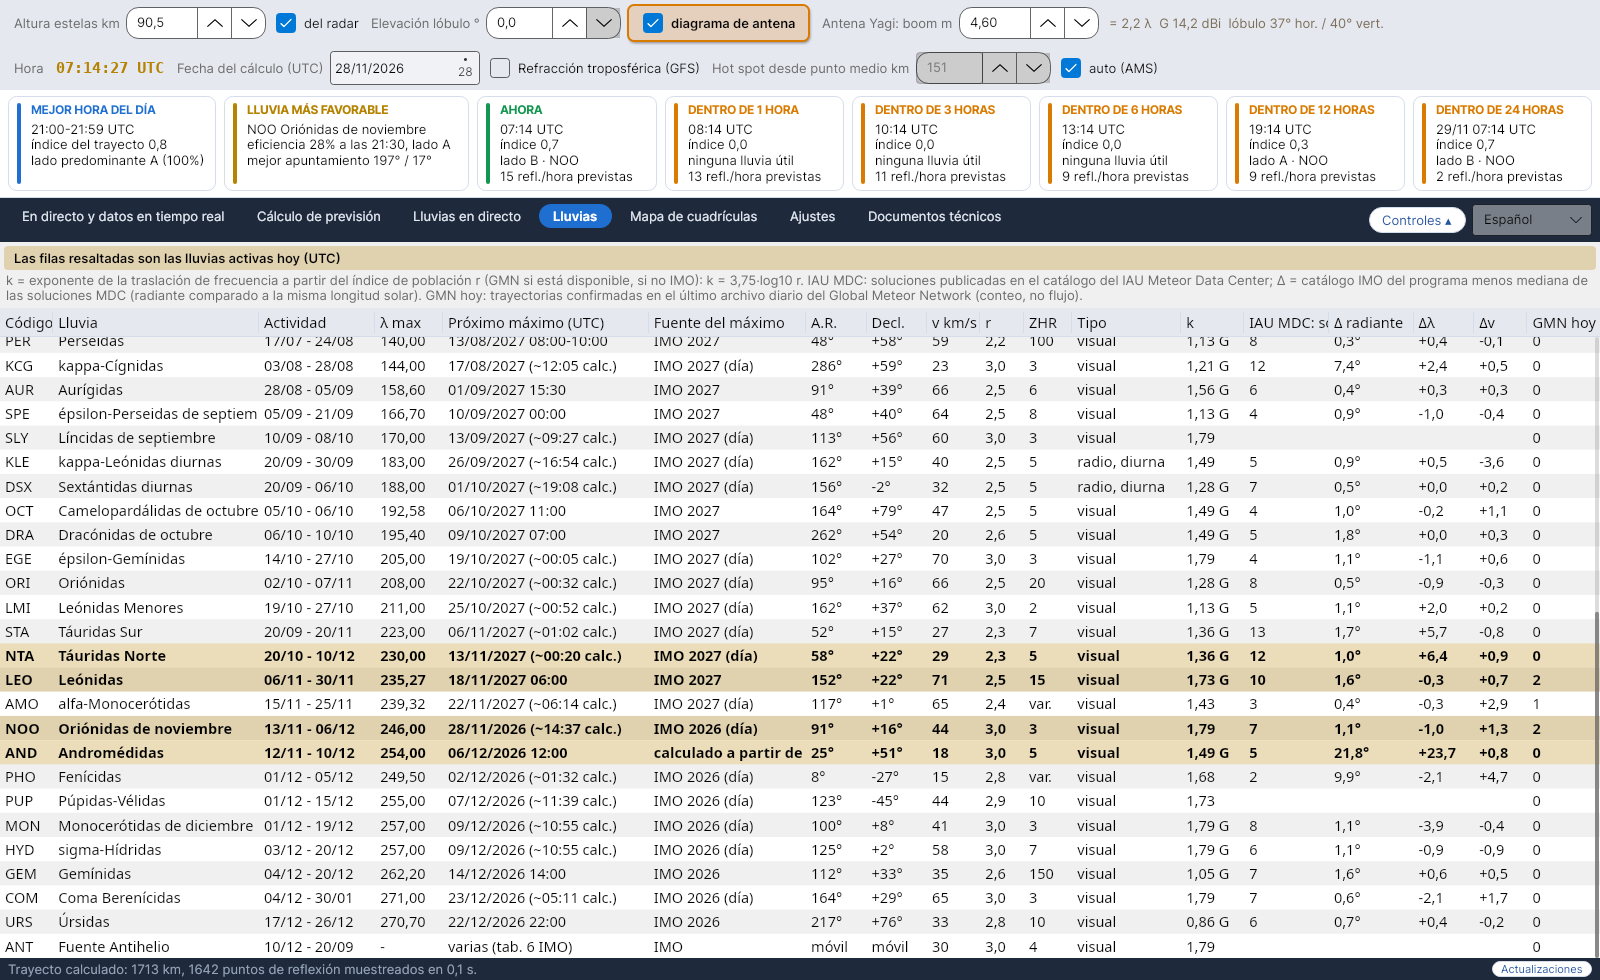 Altura estelas km 90,5 del radar Elevación lóbulo ° 0,0 diagrama de antena Antena Yagi: boom m 4,60 = 2,2 λ G 14,2 dBi lóbulo 37° hor. / 40° vert.
Hora 07:14:27 UTC Fecha del cálculo (UTC) 28/11/2026 28 Refracción troposférica (GFS) Hot spot desde punto medio km 151 auto (AMS)
MEJOR HORA DEL DÍA
21:00-21:59 UTC
índice del trayecto 0,8
lado predominante A (100%)
LLUVIA MÁS FAVORABLE
NOO Oriónidas de noviembre
eficiencia 28% a las 21:30, lado A
mejor apuntamiento 197° / 17°
AHORA
07:14 UTC
índice 0,7
lado B · NOO
15 refl./hora previstas
DENTRO DE 1 HORA
08:14 UTC
índice 0,0
ninguna lluvia útil
13 refl./hora previstas
DENTRO DE 3 HORAS
10:14 UTC
índice 0,0
ninguna lluvia útil
11 refl./hora previstas
DENTRO DE 6 HORAS
13:14 UTC
índice 0,0
ninguna lluvia útil
9 refl./hora previstas
DENTRO DE 12 HORAS
19:14 UTC
índice 0,3
lado A · NOO
9 refl./hora previstas
DENTRO DE 24 HORAS
29/11 07:14 UTC
índice 0,7
lado B · NOO
2 refl./hora previstas
En directo y datos en tiempo real Cálculo de previsión Lluvias en directo Lluvias Mapa de cuadrículas Ajustes Documentos técnicos Controles ▴ Español
Las filas resaltadas son las lluvias activas hoy (UTC)
k = exponente de la traslación de frecuencia a partir del índice de población r (GMN si está disponible, si no IMO): k = 3,75·log10 r. IAU MDC: soluciones publicadas en el catálogo del IAU Meteor Data Center; Δ = catálogo IMO del programa menos mediana de
las soluciones MDC (radiante comparado a la misma longitud solar). GMN hoy: trayectorias confirmadas en el último archivo diario del Global Meteor Network (conteo, no flujo).
Código Lluvia Actividad λ max Próximo máximo (UTC) Fuente del máximo A.R. Decl. v km/s r ZHR Tipo k IAU MDC: so Δ radiante Δλ Δv GMN hoy
PER Perseidas 17/07 - 24/08 140,00 13/08/2027 08:00-10:00 IMO 2027 48° +58° 59 2,2 100 visual 1,13 G 8 0,3° +0,4 -0,1 0
KCG kappa-Cígnidas 03/08 - 28/08 144,00 17/08/2027 (~12:05 calc.) IMO 2027 (día) 286° +59° 23 3,0 3 visual 1,21 G 12 7,4° +2,4 +0,5 0
AUR Aurígidas 28/08 - 05/09 158,60 01/09/2027 15:30 IMO 2027 91° +39° 66 2,5 6 visual 1,56 G 6 0,4° +0,3 +0,3 0
SPE épsilon-Perseidas de septiem 05/09 - 21/09 166,70 10/09/2027 00:00 IMO 2027 48° +40° 64 2,5 8 visual 1,13 G 4 0,9° -1,0 -0,4 0
SLY Líncidas de septiembre 10/09 - 08/10 170,00 13/09/2027 (~09:27 calc.) IMO 2027 (día) 113° +56° 60 3,0 3 visual 1,79 0
KLE kappa-Leónidas diurnas 20/09 - 30/09 183,00 26/09/2027 (~16:54 calc.) IMO 2027 (día) 162° +15° 40 2,5 5 radio, diurna 1,49 5 0,9° +0,5 -3,6 0
DSX Sextántidas diurnas 20/09 - 06/10 188,00 01/10/2027 (~19:08 calc.) IMO 2027 (día) 156° -2° 32 2,5 5 radio, diurna 1,28 G 7 0,5° +0,0 +0,2 0
OCT Camelopardálidas de octubre 05/10 - 06/10 192,58 06/10/2027 11:00 IMO 2027 164° +79° 47 2,5 5 visual 1,49 G 4 1,0° -0,2 +1,1 0
DRA Dracónidas de octubre 06/10 - 10/10 195,40 09/10/2027 07:00 IMO 2027 262° +54° 20 2,6 5 visual 1,49 G 5 1,8° +0,0 +0,3 0
EGE épsilon-Gemínidas 14/10 - 27/10 205,00 19/10/2027 (~00:05 calc.) IMO 2027 (día) 102° +27° 70 3,0 3 visual 1,79 4 1,1° -1,1 +0,6 0
ORI Oriónidas 02/10 - 07/11 208,00 22/10/2027 (~00:32 calc.) IMO 2027 (día) 95° +16° 66 2,5 20 visual 1,28 G 8 0,5° -0,9 -0,3 0
LMI Leónidas Menores 19/10 - 27/10 211,00 25/10/2027 (~00:52 calc.) IMO 2027 (día) 162° +37° 62 3,0 2 visual 1,13 G 5 1,1° +2,0 +0,2 0
STA Táuridas Sur 20/09 - 20/11 223,00 06/11/2027 (~01:02 calc.) IMO 2027 (día) 52° +15° 27 2,3 7 visual 1,36 G 13 1,7° +5,7 -0,8 0
NTA Táuridas Norte 20/10 - 10/12 230,00 13/11/2027 (~00:20 calc.) IMO 2027 (día) 58° +22° 29 2,3 5 visual 1,36 G 12 1,0° +6,4 +0,9 0
LEO Leónidas 06/11 - 30/11 235,27 18/11/2027 06:00 IMO 2027 152° +22° 71 2,5 15 visual 1,73 G 10 1,6° -0,3 +0,7 2
AMO alfa-Monocerótidas 15/11 - 25/11 239,32 22/11/2027 (~06:14 calc.) IMO 2027 (día) 117° +1° 65 2,4 var. visual 1,43 3 0,4° -0,3 +2,9 1
NOO Oriónidas de noviembre 13/11 - 06/12 246,00 28/11/2026 (~14:37 calc.) IMO 2026 (día) 91° +16° 44 3,0 3 visual 1,79 7 1,1° -1,0 +1,3 2
AND Andromédidas 12/11 - 10/12 254,00 06/12/2026 12:00 calculado a partir de 25° +51° 18 3,0 5 visual 1,49 G 5 21,8° +23,7 +0,8 0
PHO Fenícidas 01/12 - 05/12 249,50 02/12/2026 (~01:32 calc.) IMO 2026 (día) 8° -27° 15 2,8 var. visual 1,68 2 9,9° -2,1 +4,7 0
PUP Púpidas-Vélidas 01/12 - 15/12 255,00 07/12/2026 (~11:39 calc.) IMO 2026 (día) 123° -45° 44 2,9 10 visual 1,73 0
MON Monocerótidas de diciembre 01/12 - 19/12 257,00 09/12/2026 (~10:55 calc.) IMO 2026 (día) 100° +8° 41 3,0 3 visual 1,79 G 8 1,1° -3,9 -0,4 0
HYD sigma-Hídridas 03/12 - 20/12 257,00 09/12/2026 (~10:55 calc.) IMO 2026 (día) 125° +2° 58 3,0 7 visual 1,79 G 6 1,1° -0,9 -0,9 0
GEM Gemínidas 04/12 - 20/12 262,20 14/12/2026 14:00 IMO 2026 112° +33° 35 2,6 150 visual 1,05 G 7 1,6° +0,6 +0,5 0
COM Coma Berenícidas 04/12 - 30/01 271,00 23/12/2026 (~05:11 calc.) IMO 2026 (día) 164° +29° 65 3,0 3 visual 1,79 7 0,6° -2,1 +1,7 0
URS Úrsidas 17/12 - 26/12 270,70 22/12/2026 22:00 IMO 2026 217° +76° 33 2,8 10 visual 0,86 G 6 0,7° +0,4 -0,2 0
ANT Fuente Antihelio 10/12 - 20/09 - varias (tab. 6 IMO) IMO móvil móvil 30 3,0 4 visual 1,79 0
Trayecto calculado: 1713 km, 1642 puntos de reflexión muestreados en 0,1 s. Actualizaciones